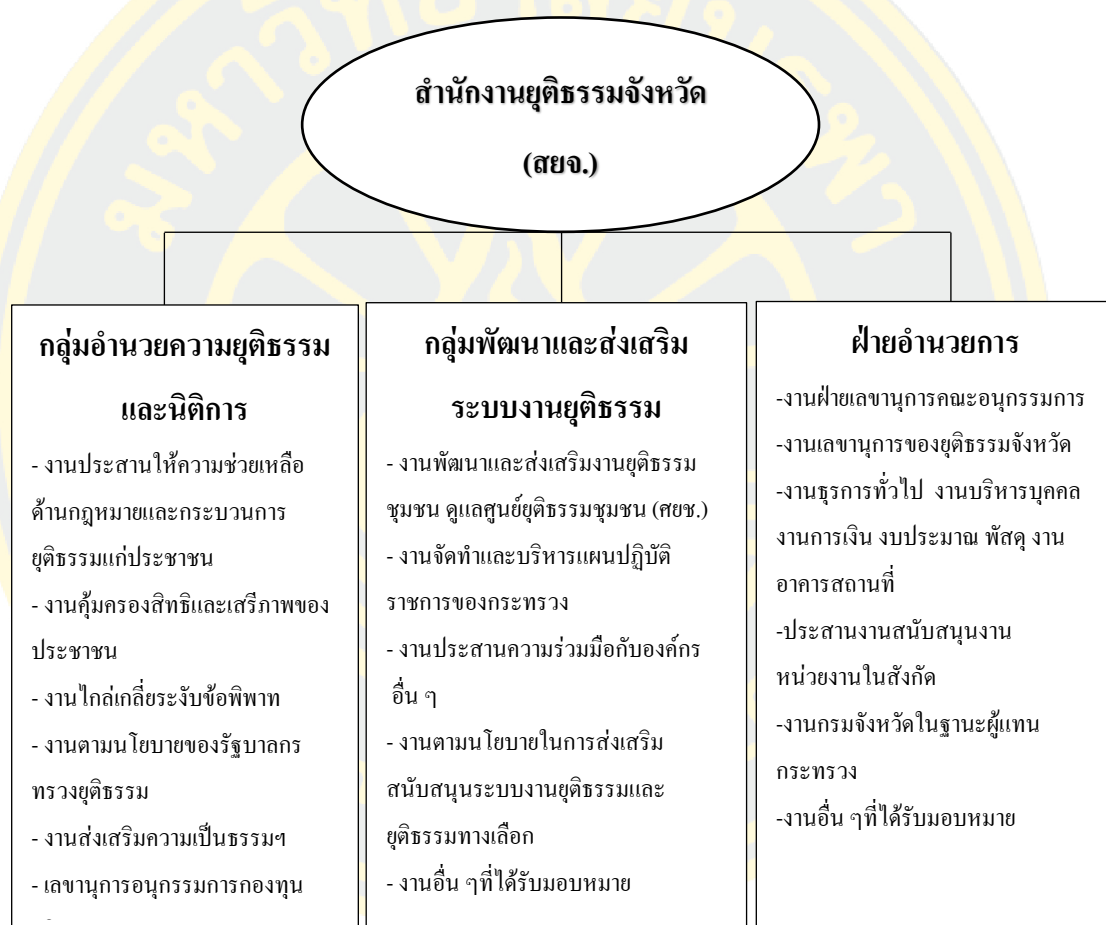 มหาวิทยาลัยบูรพา
สำนักงานยุติธรรมจังหวัด
(สยจ.)
กลุ่มอำนวยความยุติธรรม
และนิติการ
- งานประสานให้ความช่วยเหลือ
ด้านกฎหมายและกระบวนการ
ยุติธรรมแก่ประชาชน
- งานคุ้มครองสิทธิและเสรีภาพของ
ประชาชน
- งานไกล่เกลี่ยระงับข้อพิพาท
- งานตามนโยบายของรัฐบาลกร
ทรวงยุติธรรม
- งานส่งเสริมความเป็นธรรมฯ
- เลขานุการอนุกรรมการกองทุน
กลุ่มพัฒนาและส่งเสริม
ระบบงานยุติธรรม
- งานพัฒนาและส่งเสริมงานยุติธรรม
ชุมชน ดูแลศูนย์ยุติธรรมชุมชน (ศยช.)
- งานจัดทำและบริหารแผนปฏิบัติ
ราชการของกระทรวง
- งานประสานความร่วมมือกับองค์กร
อื่น ๆ
- งานตามนโยบายในการส่งเสริม
สนับสนุนระบบงานยุติธรรมและ
ยุติธรรมทางเลือก
- งานอื่น ๆที่ได้รับมอบหมาย
ฝ่ายอำนวยการ
-งานฝ่ายเลขานุการคณะอนุกรรมการ
-งานเลขานุการของยุติธรรมจังหวัด
-งานธุรการทั่วไป งานบริหารบุคคล
งานการเงิน งบประมาณ พัสดุ งาน
อาคารสถานที่
-ประสานงานสนับสนุนงาน
หน่วยงานในสังกัด
-งานกรมจังหวัดในฐานะผู้แทน
กระทรวง
-งานอื่น ๆที่ได้รับมอบหมาย